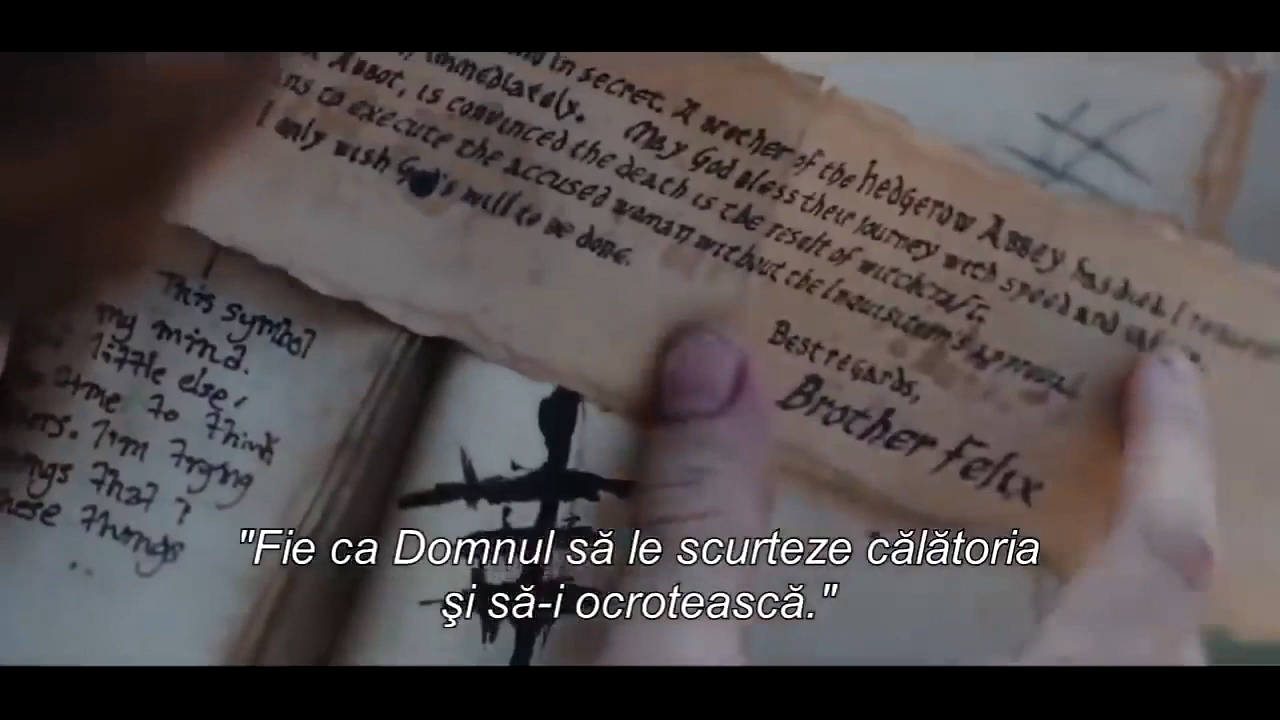 in secret. A brother of the hedgerow Abbey has died. I
immediately. May God bless their journey with speed and
Abbot, is convinced the death is the result of witchcraft.
to execute the accused woman without the Inquisitor's approval.
I only wish God's will to be done.
Best regards,
Brother Felix
This symbol
my mind.
little else,
time to think
I'm trying
that I
these things
"Fie ca Domnul să le scurteze călătoria
şi să-i ocrotească."